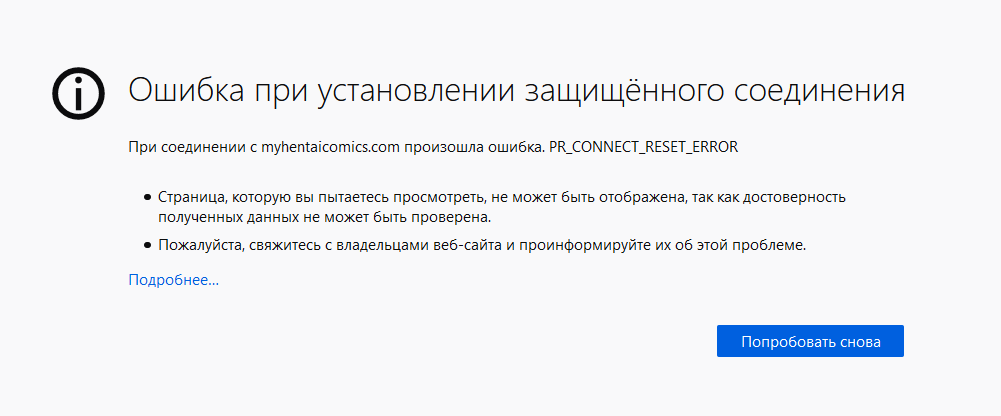 Ошибка при установлении защищённого соединения
При соединении с myhentaicomics.com произошла ошибка. PR_CONNECT_RESET_ERROR
• Страница, которую вы пытаетесь просмотреть, не может быть отображена, так как достоверность
полученных данных не может быть проверена.
• Пожалуйста, свяжитесь с владельцами веб-сайта и проинформируйте их об этой проблеме.
Подробнее…
Попробовать снова